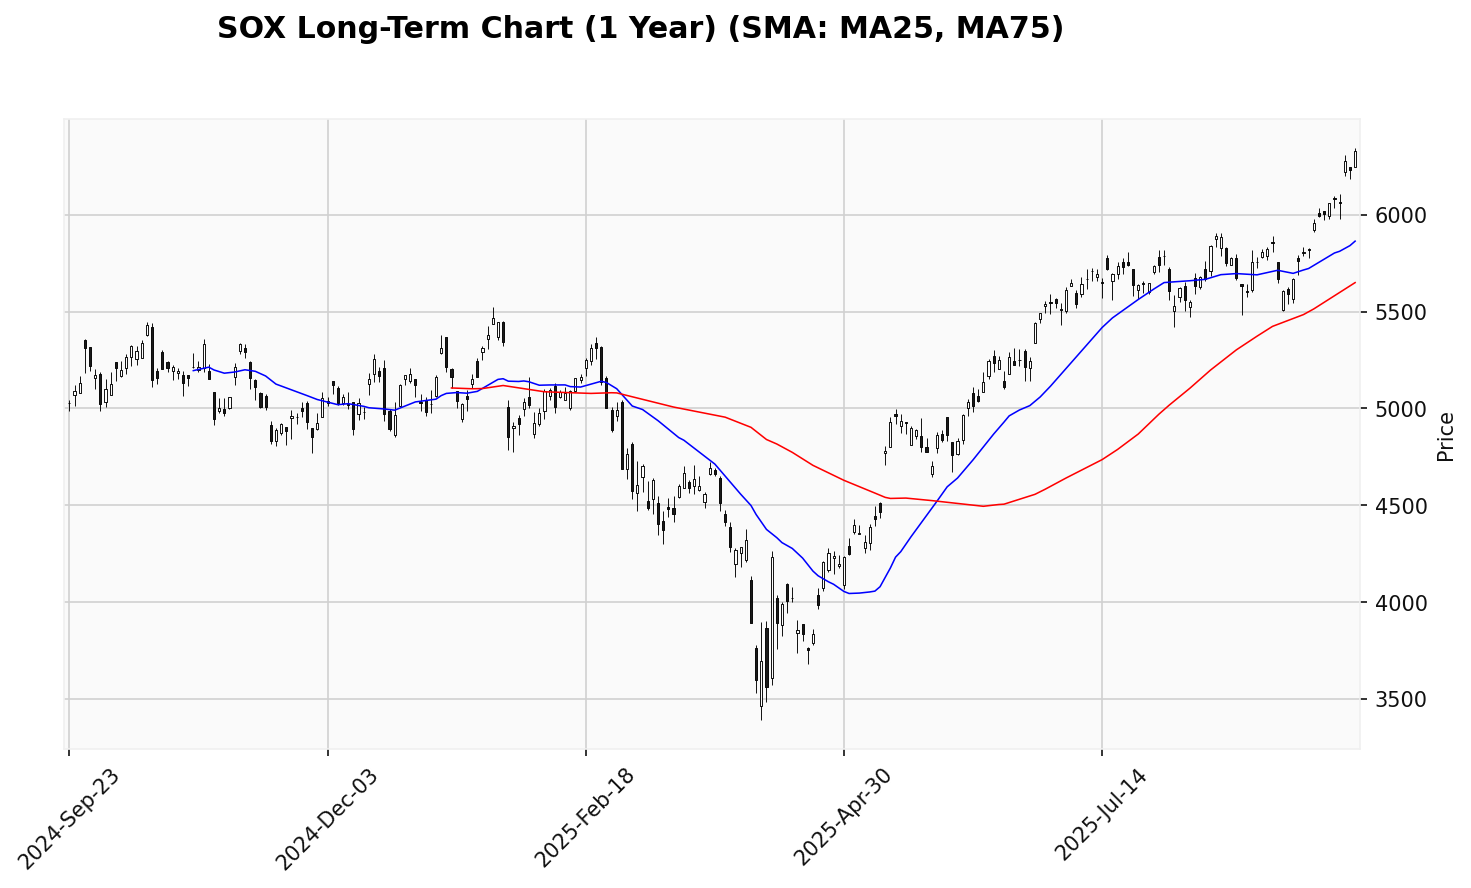 SOX Long-Term Chart (1 Year) (SMA: MA25, MA75)
6000
5500
5000
4500
4000
3500
Price
2024-Sep-23
2024-Dec-03
2025-Feb-18
2025-Apr-30
2025-Jul-14